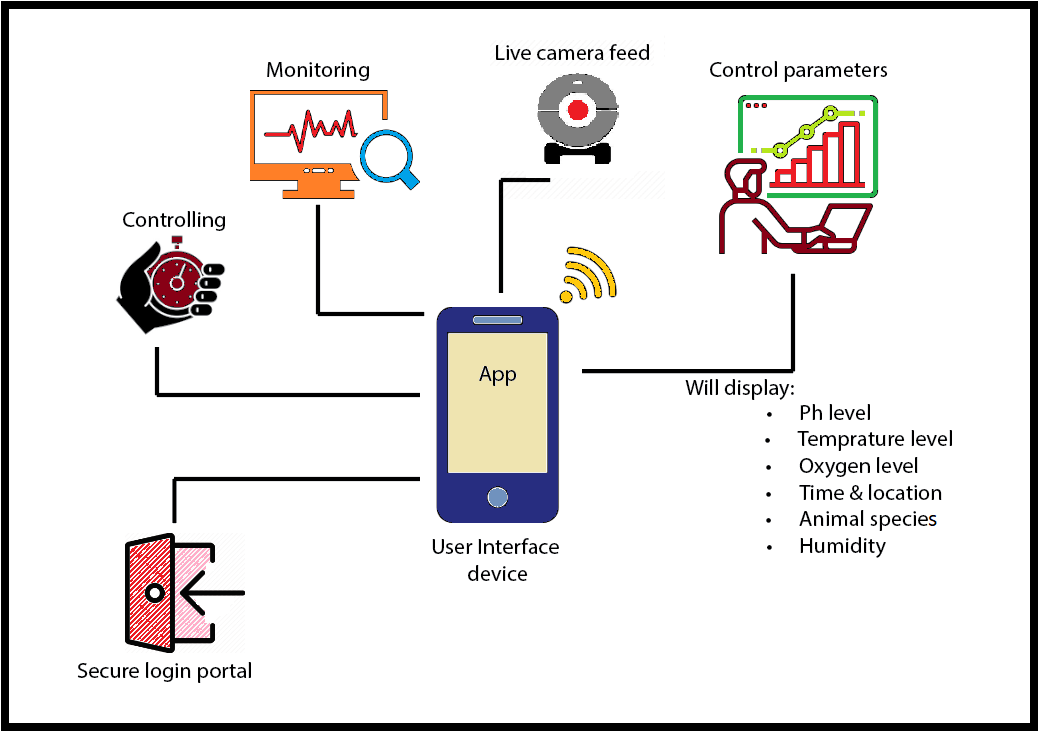 Live camera feed
Monitoring
Control parameters
Controlling
App
Will display:
• Ph level
• Temprature level
• Oxygen level
• Time & location
• Animal species
• Humidity
User Interface
device
Secure login portal